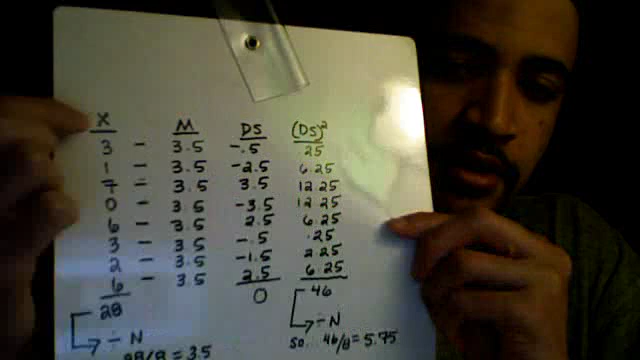 X M DS (DS)²
3 - 3.5 -.5 .25
1 - 3.5 -2.5 6.25
7 - 3.5 3.5 12.25
0 - 3.5 -3.5 12.25
6 - 3.5 2.5 6.25
3 - 3.5 -.5 .25
2 - 3.5 -1.5 2.25
6 - 3.5 2.5 6.25
28 0 46
÷ N ÷ N
28/8 = 3.5 so.. 46/8 = 5.75